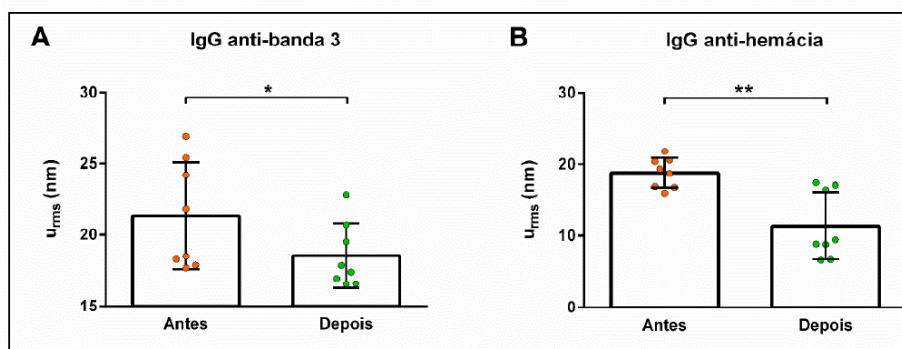 A
IgG anti-banda 3
*
30
25
20
15
u_rms (nm)
Antes
Depois
B
IgG anti-hemácia
**
30
20
10
0
u_rms (nm)
Antes
Depois